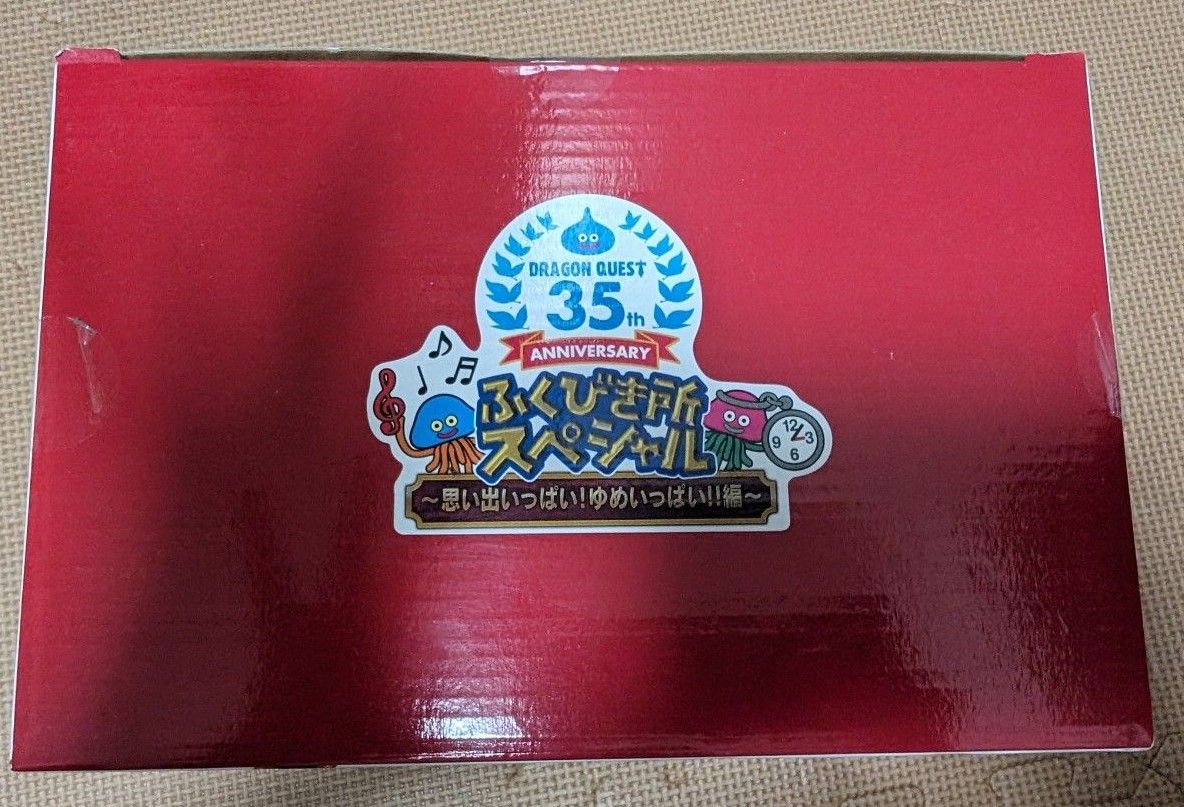 DRAGON QUEST
35th
ANNIVERSARY
ふくびき所
スペシャル
～思い出いっぱい!ゆめいっぱい!!編～
12
3
9
6